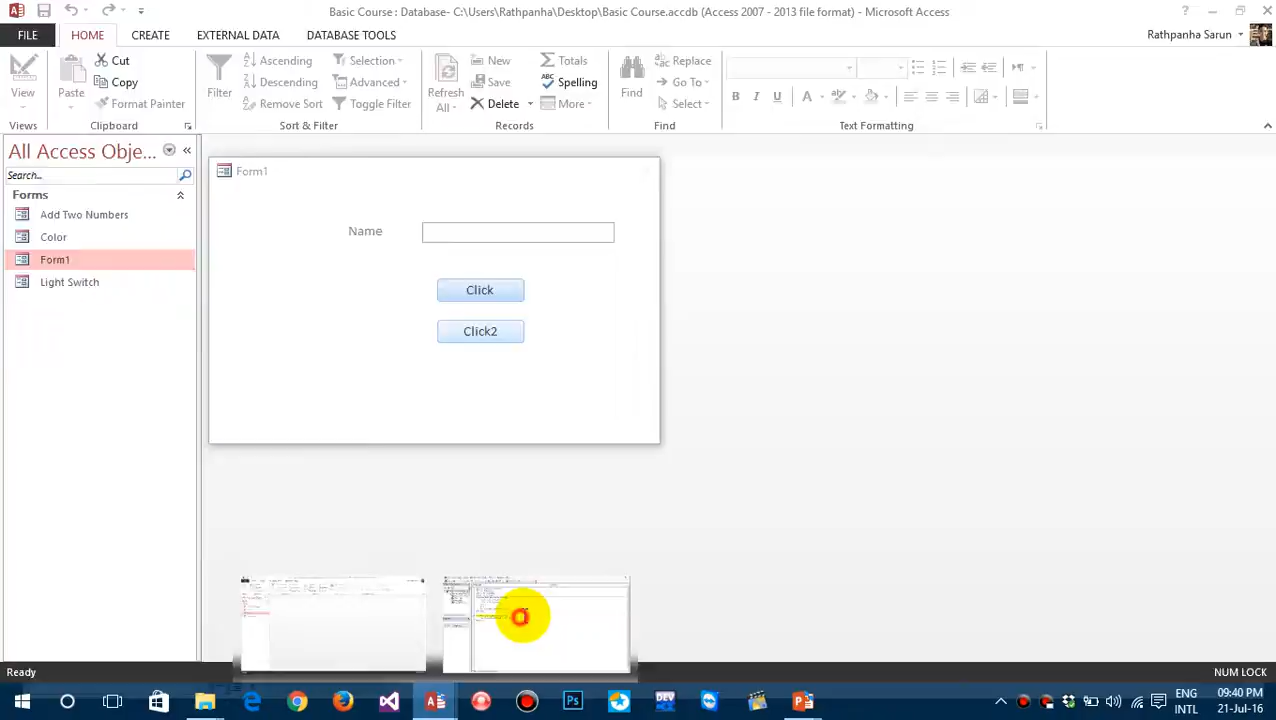 Basic Course : Database- C:\Users\Rathpanha\Desktop\Basic Course.accdb (Access 2007 - 2013 file format) - Microsoft Access
FILE HOME CREATE EXTERNAL DATA DATABASE TOOLS Rathpanha Sarun
Cut Ascending Selection New Totals Replace
Copy Descending Advanced Save Spelling Go To
View Paste Format Painter Filter Remove Sort Toggle Filter Refresh All Delete More Find Select
Views Clipboard Sort & Filter Records Find Text Formatting
All Access Obje...
Search...
Forms
Add Two Numbers
Color
Form1
Light Switch
Form1
Name
Click
Click2
Ready NUM LOCK
ENG 09:40 PM
INTL 21-Jul-16